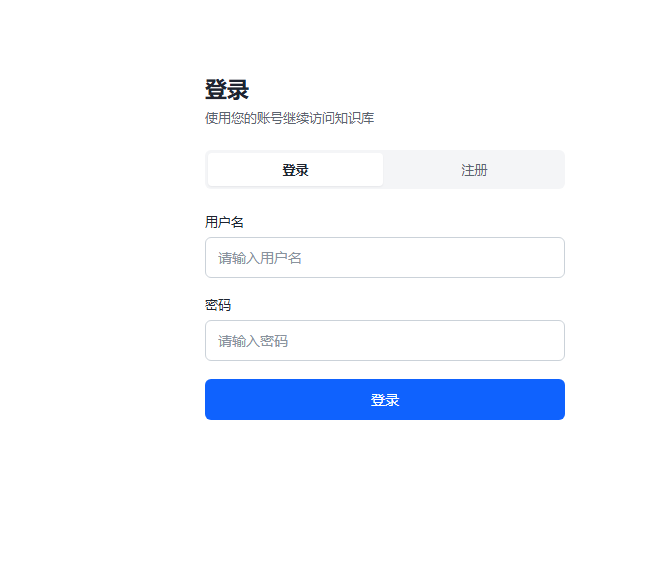 登录
使用您的账号继续访问知识库
登录 注册
用户名
请输入用户名
密码
请输入密码
登录